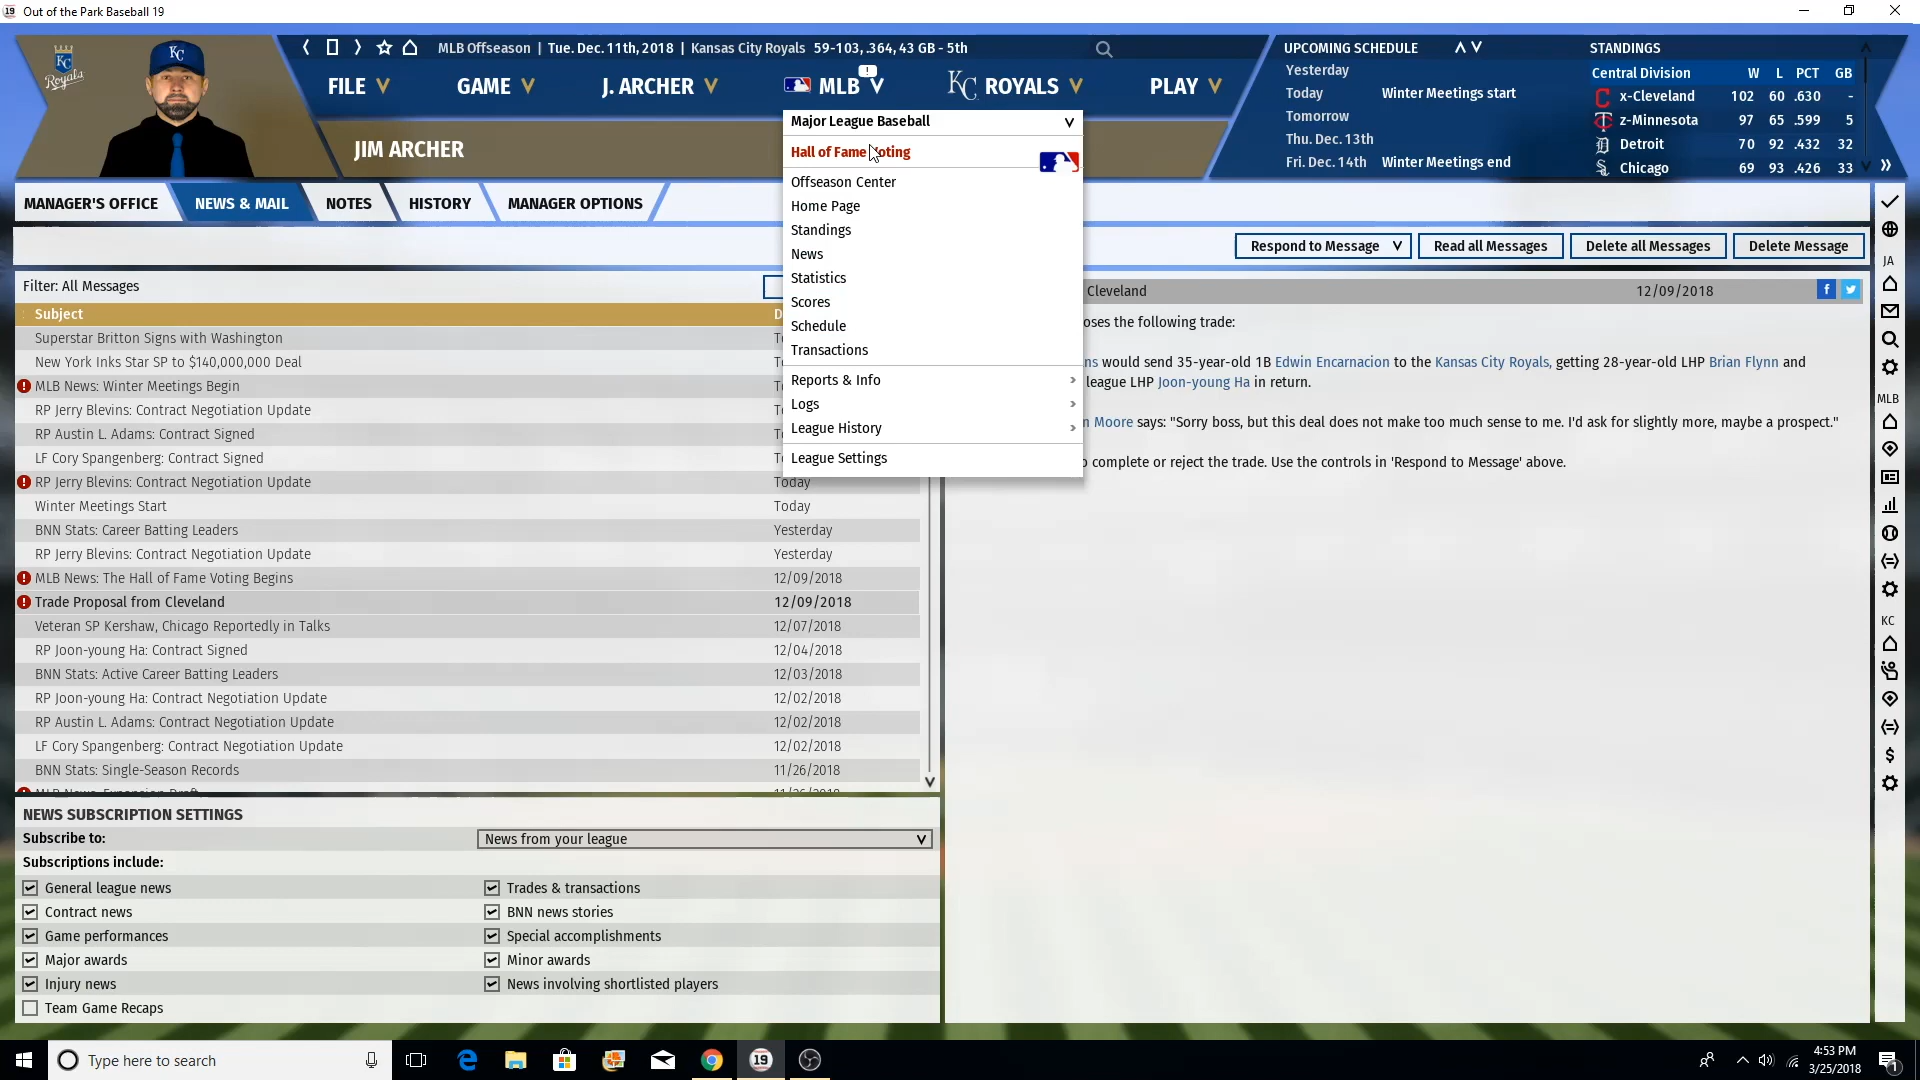 19 Out of the Park Baseball 19
KC
Royals
MLB Offseason | Tue. Dec. 11th, 2018 | Kansas City Royals 59-103, .364, 43 GB - 5th
FILE GAME J. ARCHER MLB ! ROYALS PLAY
JIM ARCHER
UPCOMING SCHEDULE
Yesterday
Today Winter Meetings start
Tomorrow
Thu. Dec. 13th
Fri. Dec. 14th Winter Meetings end
STANDINGS
Central Division W L PCT GB
x-Cleveland 102 60 .630 -
z-Minnesota 97 65 .599 5
Detroit 70 92 .432 32
Chicago 69 93 .426 33
MANAGER'S OFFICE NEWS & MAIL NOTES HISTORY MANAGER OPTIONS
Major League Baseball
Hall of Fame Voting
Offseason Center
Home Page
Standings
News
Statistics
Scores
Schedule
Transactions
Reports & Info
Logs
League History
League Settings
Respond to Message Read all Messages Delete all Messages Delete Message
Filter: All Messages
Subject D
Superstar Britton Signs with Washington
New York Inks Star SP to $140,000,000 Deal
MLB News: Winter Meetings Begin
RP Jerry Blevins: Contract Negotiation Update
RP Austin L. Adams: Contract Signed
LF Cory Spangenberg: Contract Signed
RP Jerry Blevins: Contract Negotiation Update Today
Winter Meetings Start Today
BNN Stats: Career Batting Leaders Yesterday
RP Jerry Blevins: Contract Negotiation Update Yesterday
MLB News: The Hall of Fame Voting Begins 12/09/2018
Trade Proposal from Cleveland 12/09/2018
Veteran SP Kershaw, Chicago Reportedly in Talks 12/07/2018
RP Joon-young Ha: Contract Signed 12/04/2018
BNN Stats: Active Career Batting Leaders 12/03/2018
RP Joon-young Ha: Contract Negotiation Update 12/02/2018
RP Austin L. Adams: Contract Negotiation Update 12/02/2018
LF Cory Spangenberg: Contract Negotiation Update 12/02/2018
BNN Stats: Single-Season Records 11/26/2018
MLB News: Expansion Draft 11/26/2018
Cleveland 12/09/2018
oses the following trade:
ns would send 35-year-old 1B Edwin Encarnacion to the Kansas City Royals, getting 28-year-old LHP Brian Flynn and
league LHP Joon-young Ha in return.
n Moore says: "Sorry boss, but this deal does not make too much sense to me. I'd ask for slightly more, maybe a prospect."
complete or reject the trade. Use the controls in 'Respond to Message' above.
JA
MLB
KC
NEWS SUBSCRIPTION SETTINGS
Subscribe to: News from your league
Subscriptions include:
General league news Trades & transactions
Contract news BNN news stories
Game performances Special accomplishments
Major awards Minor awards
Injury news News involving shortlisted players
Team Game Recaps
Type here to search
19
4:53 PM
3/25/2018
1